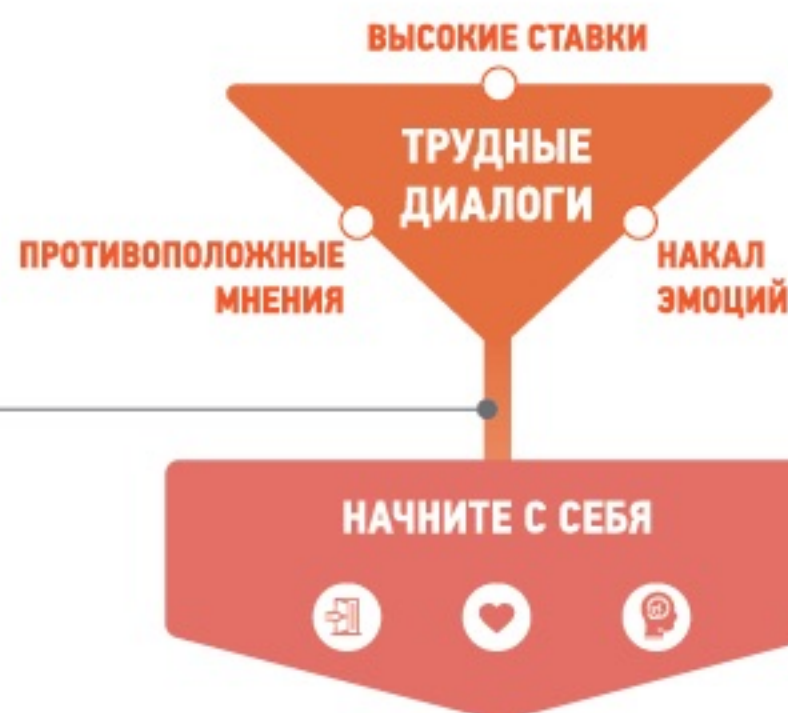 ВЫСОКИЕ СТАВКИ
ТРУДНЫЕ
ДИАЛОГИ
ПРОТИВОПОЛОЖНЫЕ
МНЕНИЯ
НАКАЛ
ЭМОЦИЙ
НАЧНИТЕ С СЕБЯ